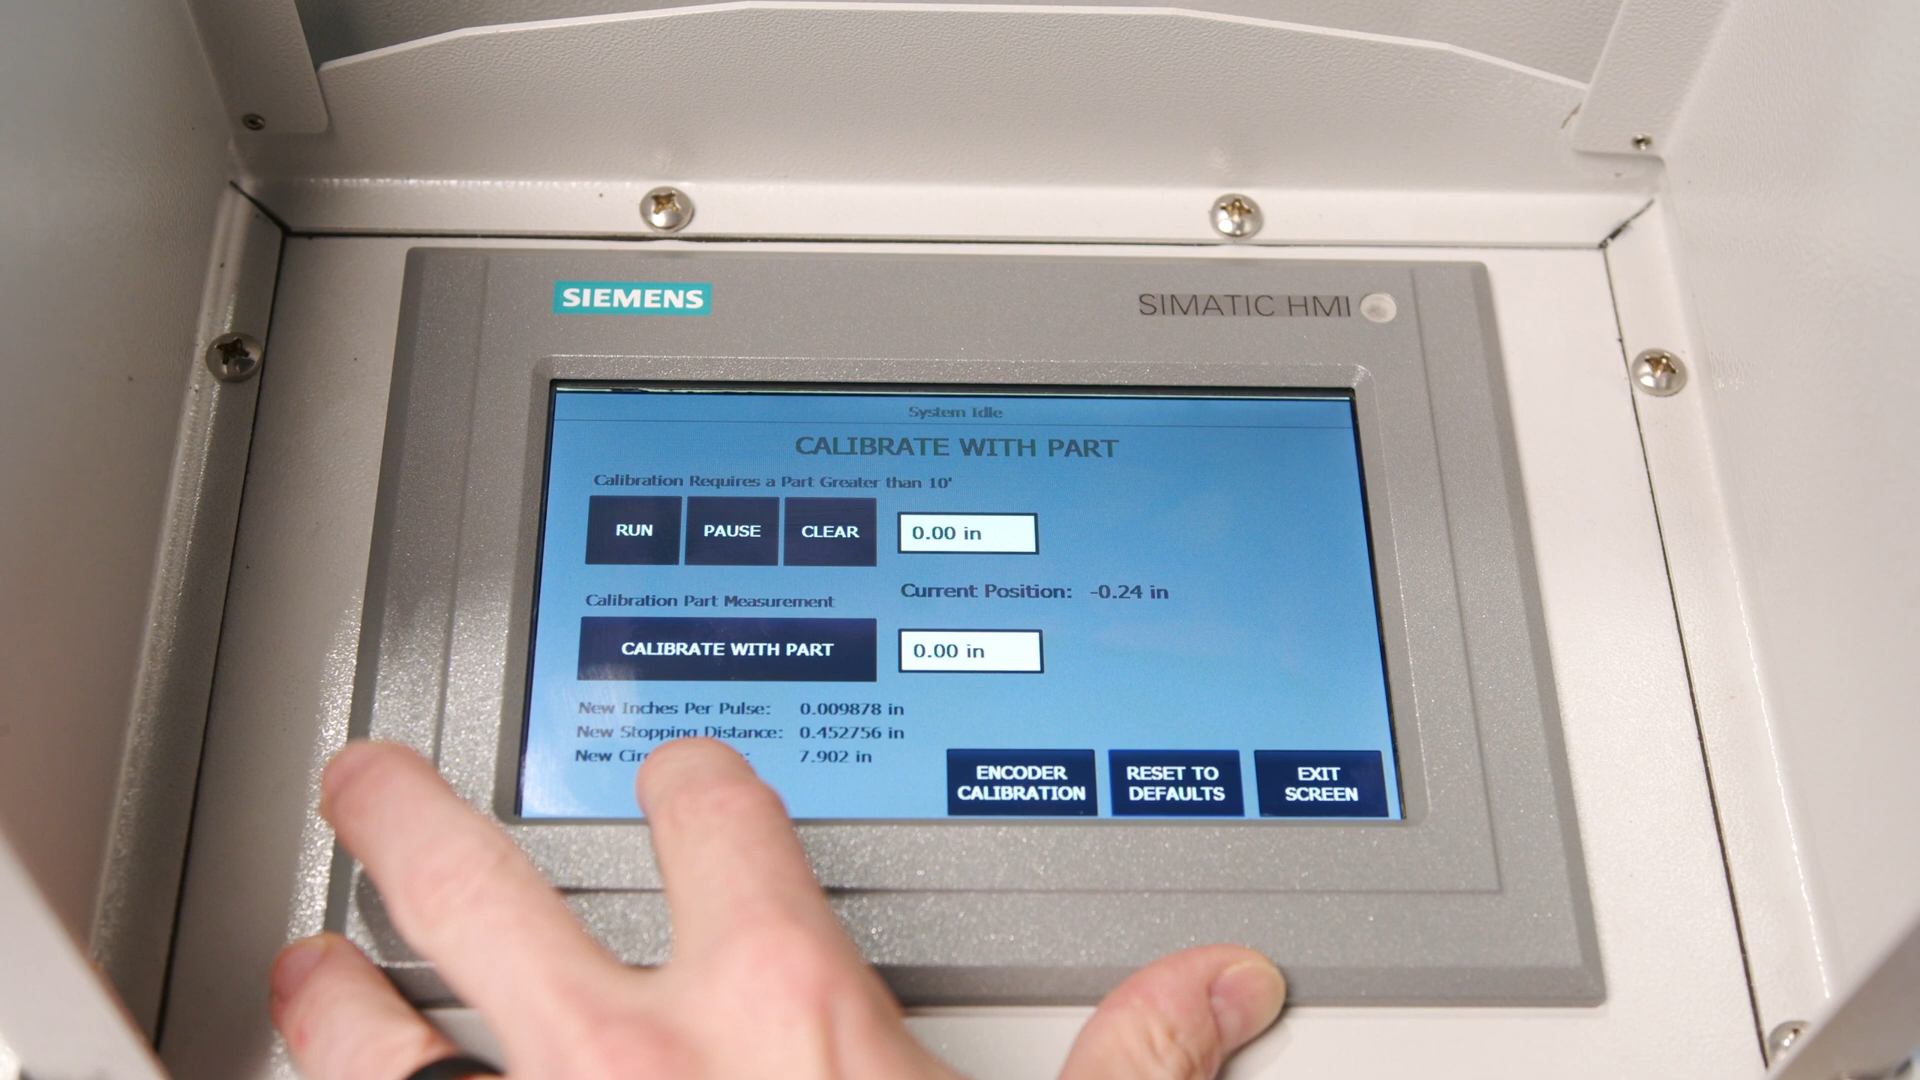 SIEMENS
SIMATIC HMI
System Idle
CALIBRATE WITH PART
Calibration Requires a Part Greater than 10'
RUN
PAUSE
CLEAR
0.00 in
Current Position: -0.24 in
Calibration Part Measurement
CALIBRATE WITH PART
0.00 in
New Inches Per Pulse: 0.009878 in
New Stopping Distance: 0.452756 in
New 7.902 in
ENCODER
CALIBRATION
RESET TO
DEFAULTS
EXIT
SCREEN